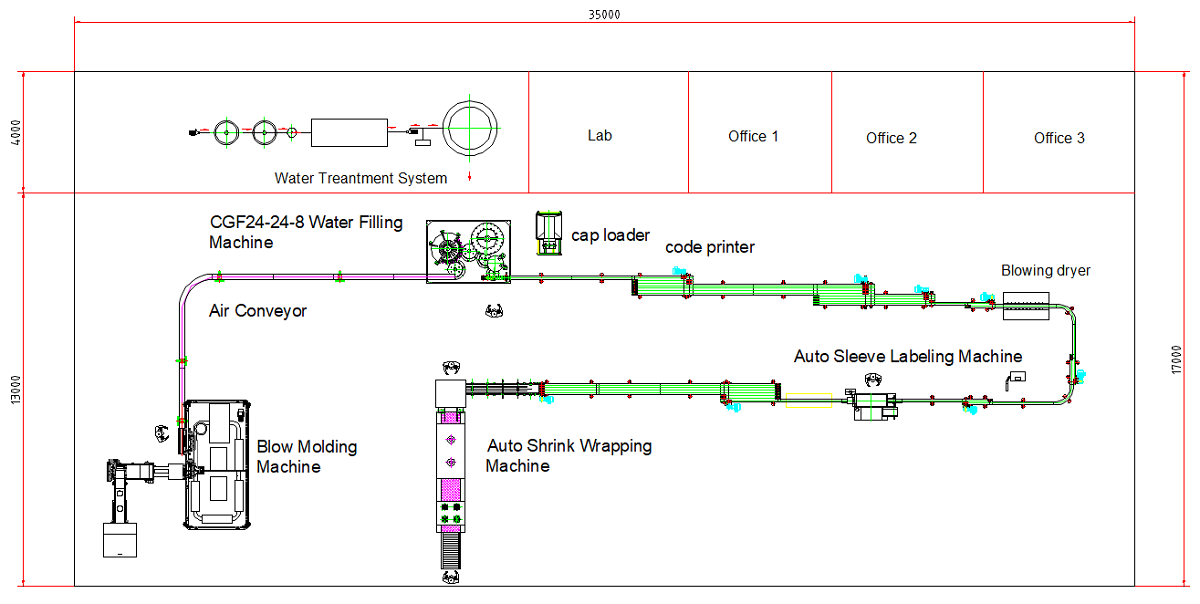 35000
4000
Lab
Office 1
Office 2
Office 3
Water Treantment System
CGF24-24-8 Water Filling
Machine
cap loader
code printer
Blowing dryer
Air Conveyor
13000
17000
Auto Sleeve Labeling Machine
Blow Molding
Machine
Auto Shrink Wrapping
Machine